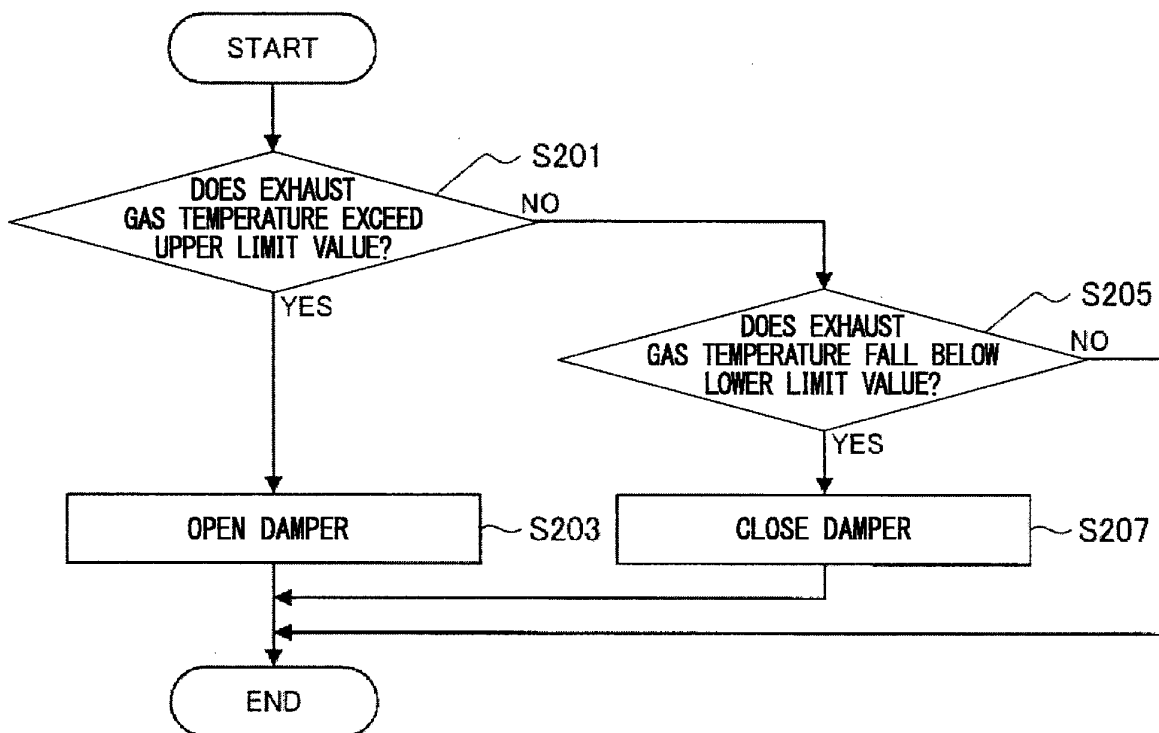 START
S201
DOES EXHAUST
GAS TEMPERATURE EXCEED
UPPER LIMIT VALUE?
NO
YES
S205
DOES EXHAUST
GAS TEMPERATURE FALL BELOW
LOWER LIMIT VALUE?
NO
YES
OPEN DAMPER
S203
CLOSE DAMPER
S207
END